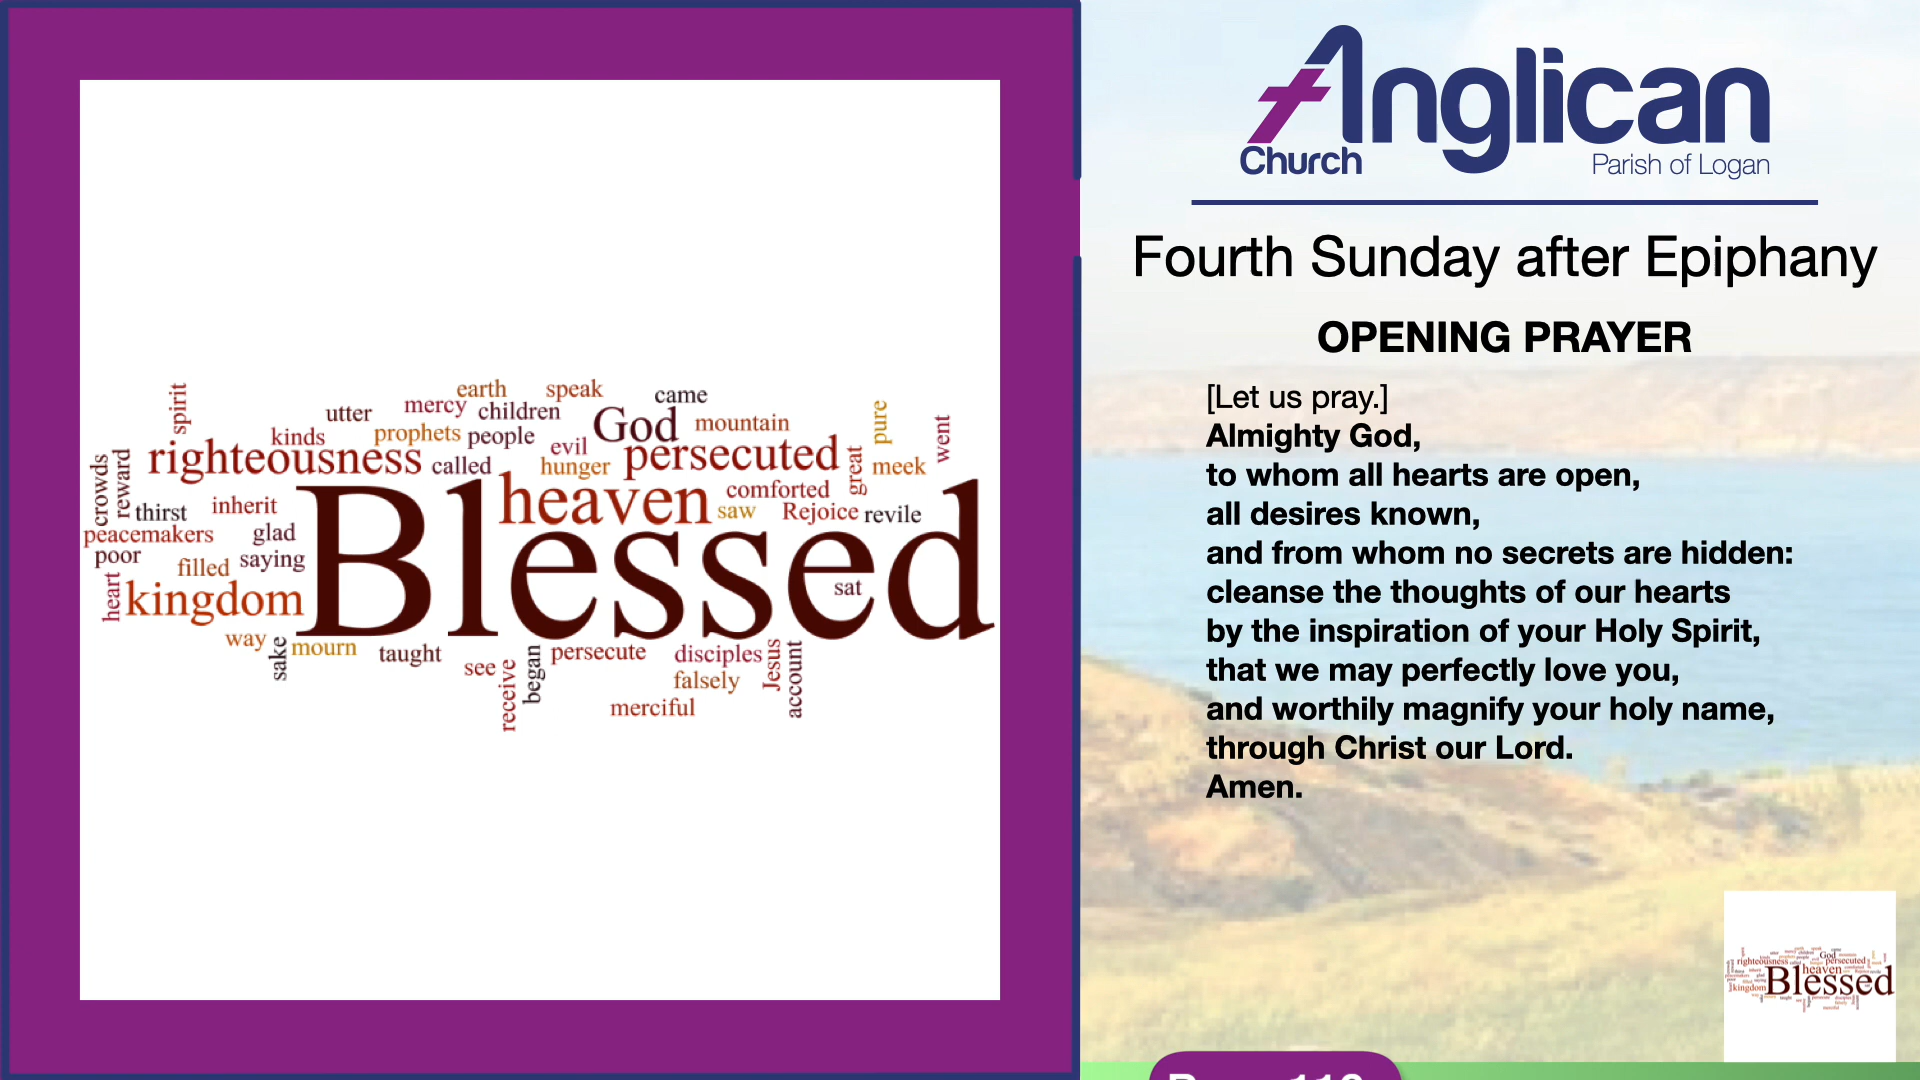 spirit
earth
speak
came
utter
mercy
children
God
mountain
pure
went
kinds
prophets
people
evil
righteousness
called
hunger
persecuted
great
meek
crowds
reward
thirst
inherit
heaven
comforted
saw
Rejoice
revile
peacemakers
glad
poor
filled
saying
Blessed
sat
heart
kingdom
way
sake
mourn
taught
see
receive
began
persecute
disciples
Jesus
account
falsely
merciful
Anglican
Church
Parish of Logan
Fourth Sunday after Epiphany
OPENING PRAYER
[Let us pray.]
Almighty God,
to whom all hearts are open,
all desires known,
and from whom no secrets are hidden:
cleanse the thoughts of our hearts
by the inspiration of your Holy Spirit,
that we may perfectly love you,
and worthily magnify your holy name,
through Christ our Lord.
Amen.
God
righteousness
persecuted
heaven
Blessed
kingdom